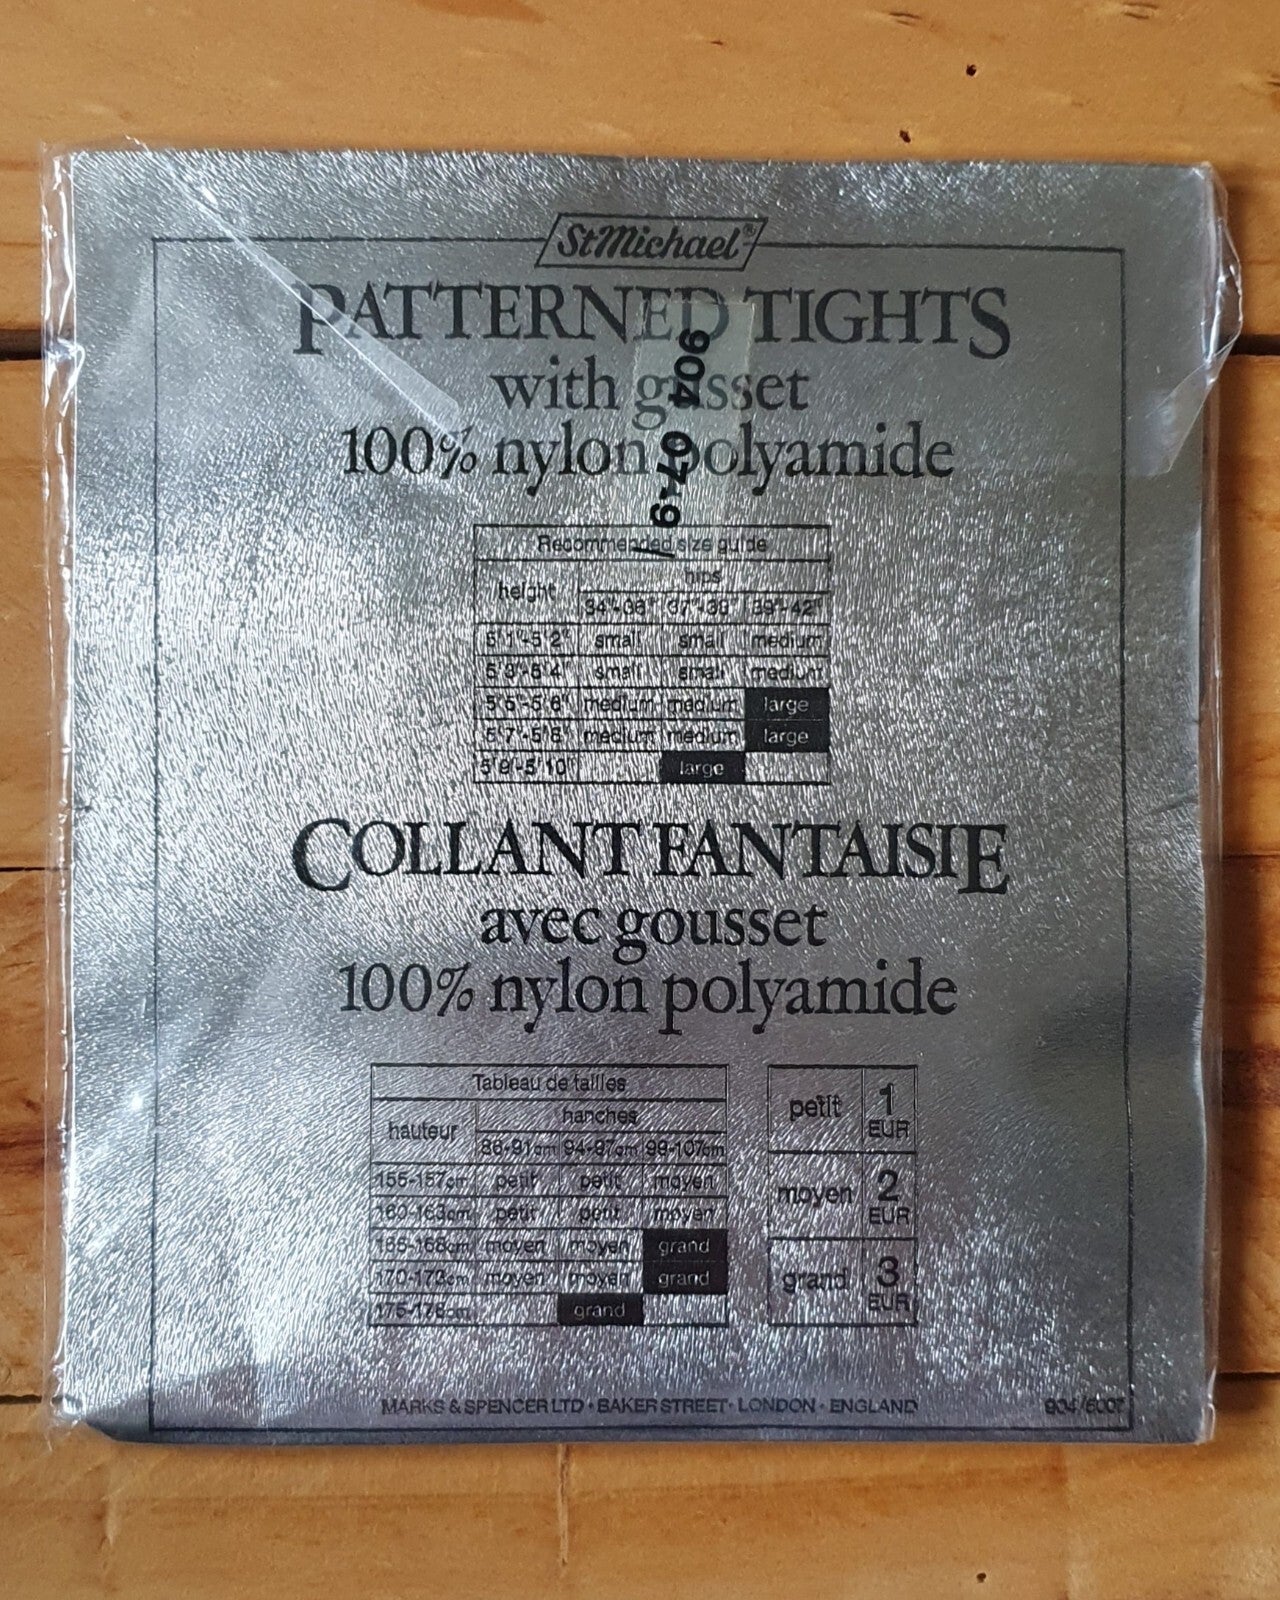 StMichael®
PATTERNED TIGHTS
with gusset
100% nylon polyamide
904 07-9
Recommended size guide
height hips
34"-36" 37"-39" 39"-42"
5'1"-5'2" small small medium
5'3"-5'4" small small medium
5'5"-5'6" medium medium large
5'7"-5'8" medium medium large
5'9"-5'10" large
COLLANT FANTAISIE
avec gousset
100% nylon polyamide
Tableau de tailles
hauteur hanches
86-91cm 94-97cm 99-107cm
155-157cm petit petit moyen
160-163cm petit petit moyen
165-168cm moyen moyen grand
170-173cm moyen moyen grand
175-178cm grand
petit 1 EUR
moyen 2 EUR
grand 3 EUR
MARKS & SPENCER LTD • BAKER STREET • LONDON • ENGLAND
904/6007